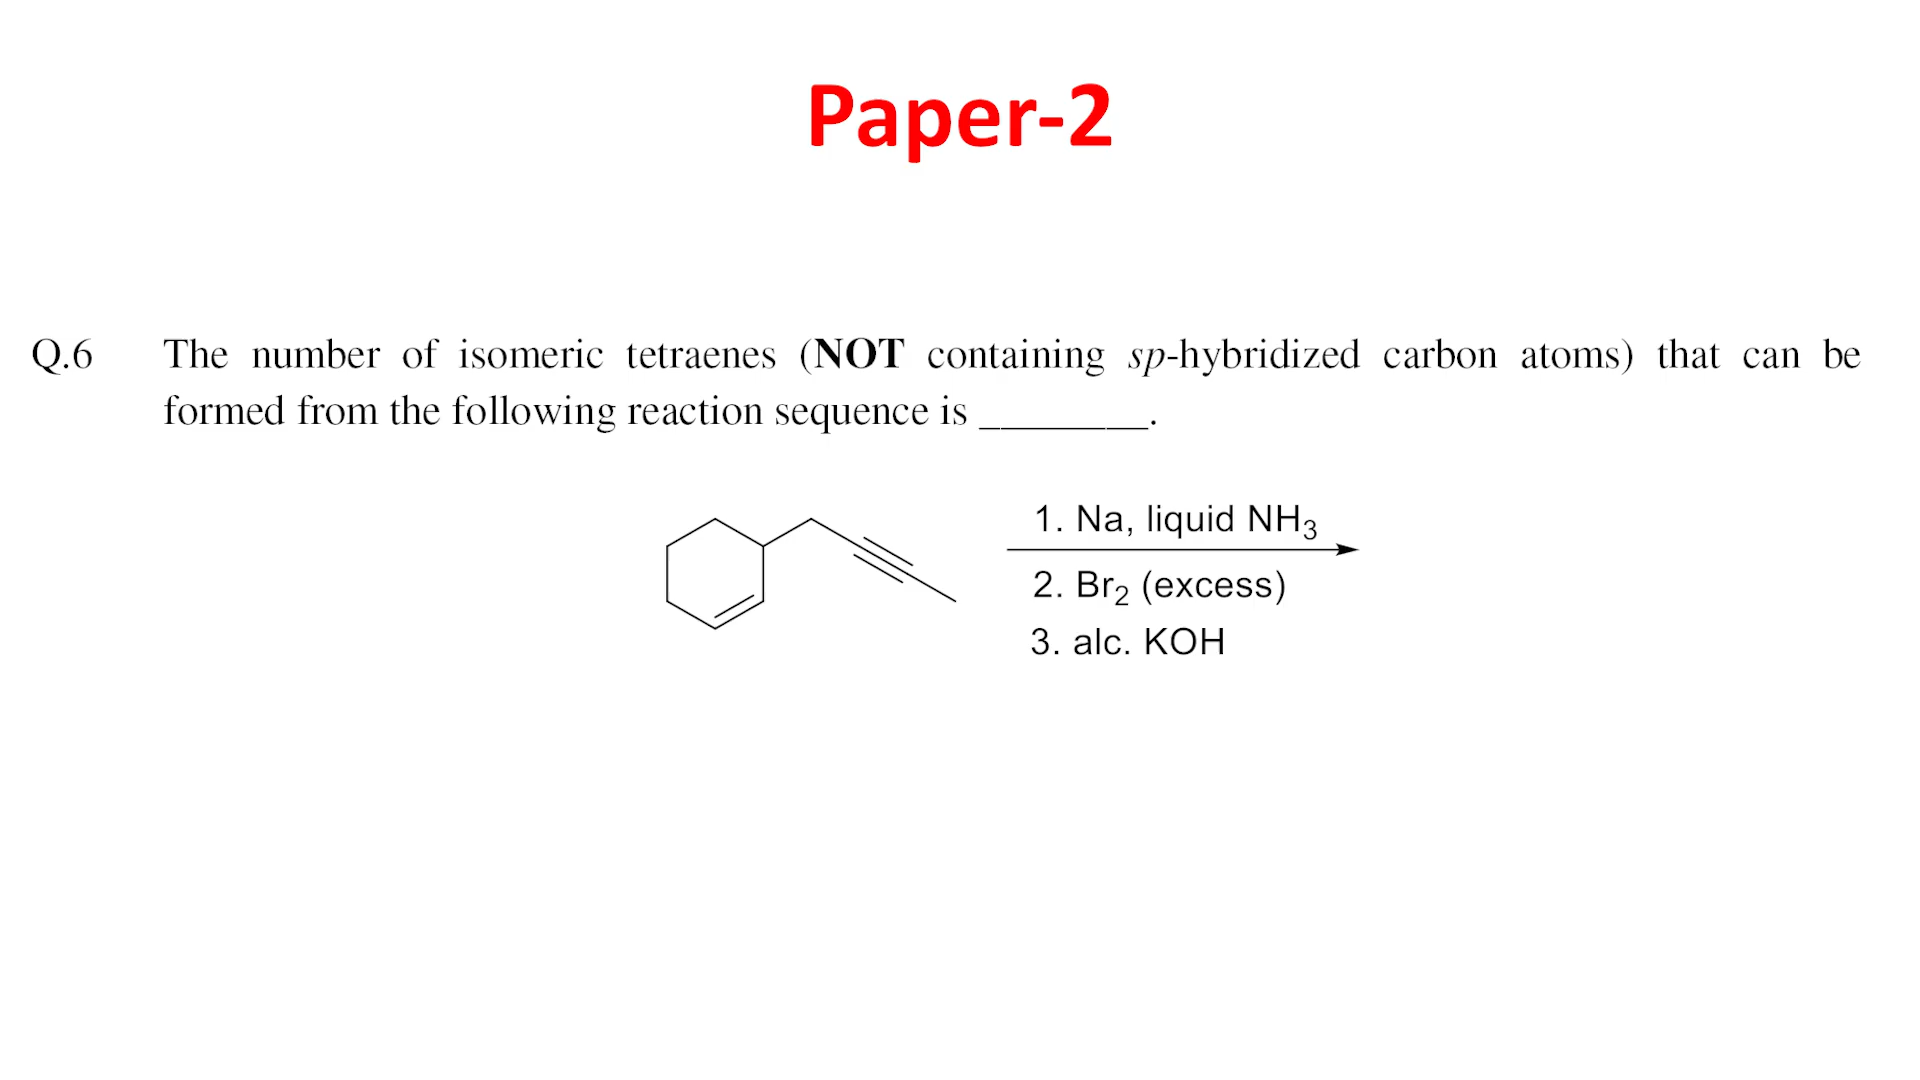 Paper-2
Q.6 The number of isomeric tetraenes (NOT containing sp-hybridized carbon atoms) that can be
formed from the following reaction sequence is ________.
1. Na, liquid NH3
2. Br2 (excess)
3. alc. KOH